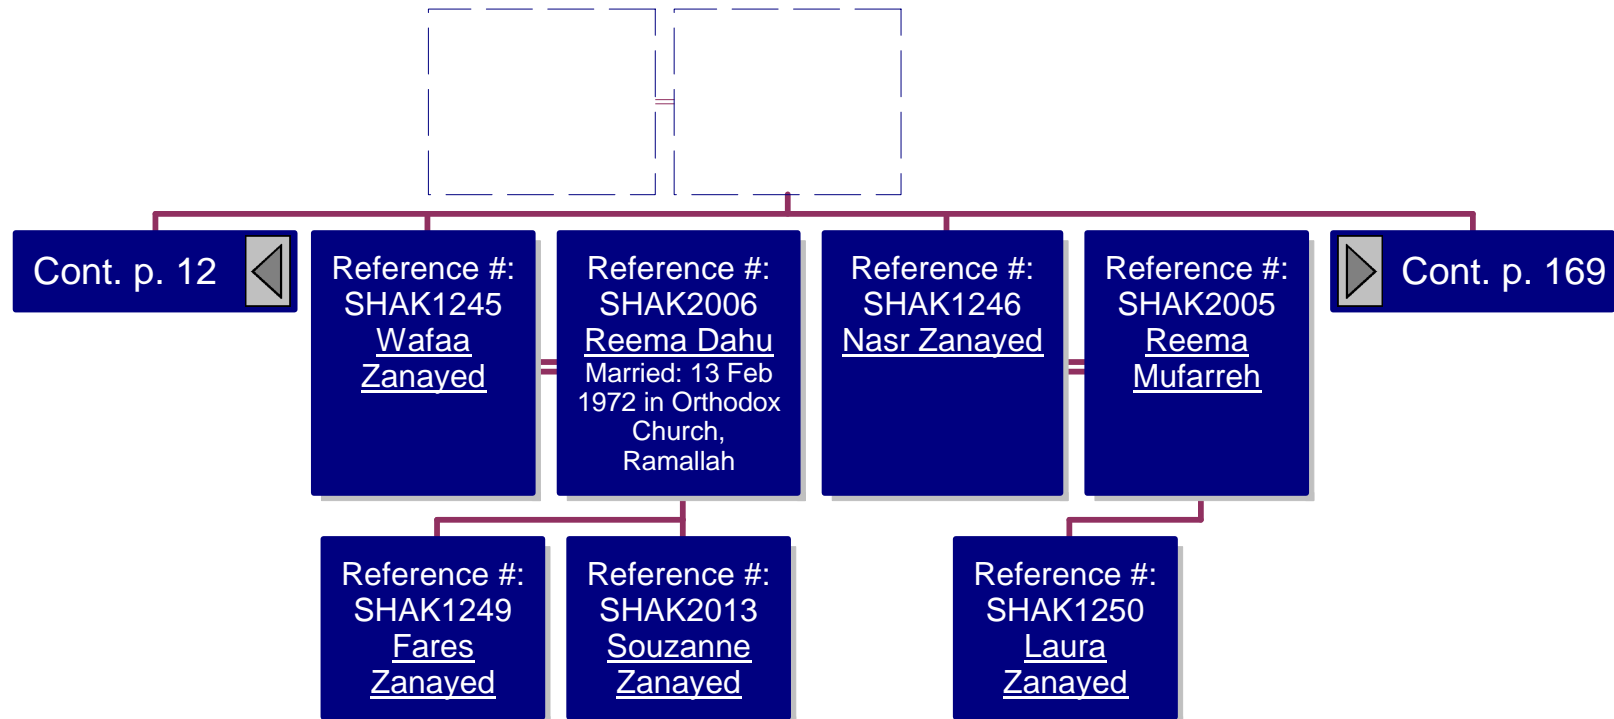 Cont. p. 12
Reference #:
SHAK1245
Wafaa
Zanayed
Reference #:
SHAK2006
Reema Dahu
Married: 13 Feb
1972 in Orthodox
Church,
Ramallah
Reference #:
SHAK1246
Nasr Zanayed
Reference #:
SHAK2005
Reema
Mufarreh
Cont. p. 169
Reference #:
SHAK1249
Fares
Zanayed
Reference #:
SHAK2013
Souzanne
Zanayed
Reference #:
SHAK1250
Laura
Zanayed